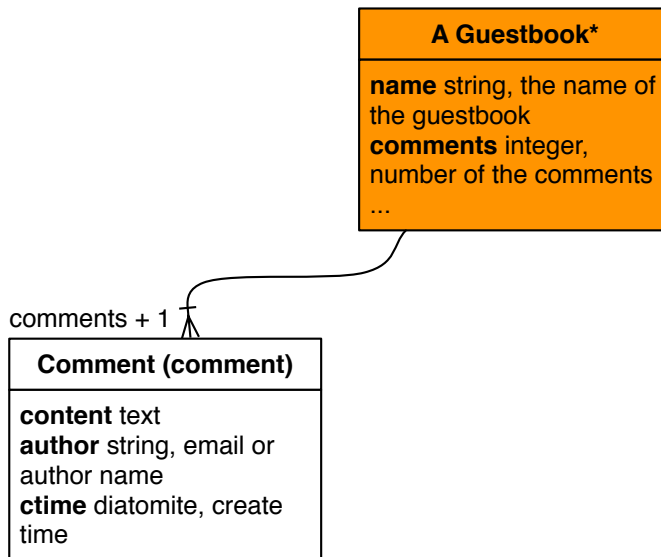 A Guestbook*
name string, the name of
the guestbook
comments integer,
number of the comments
...
comments + 1
Comment (comment)
content text
author string, email or
author name
ctime diatomite, create
time